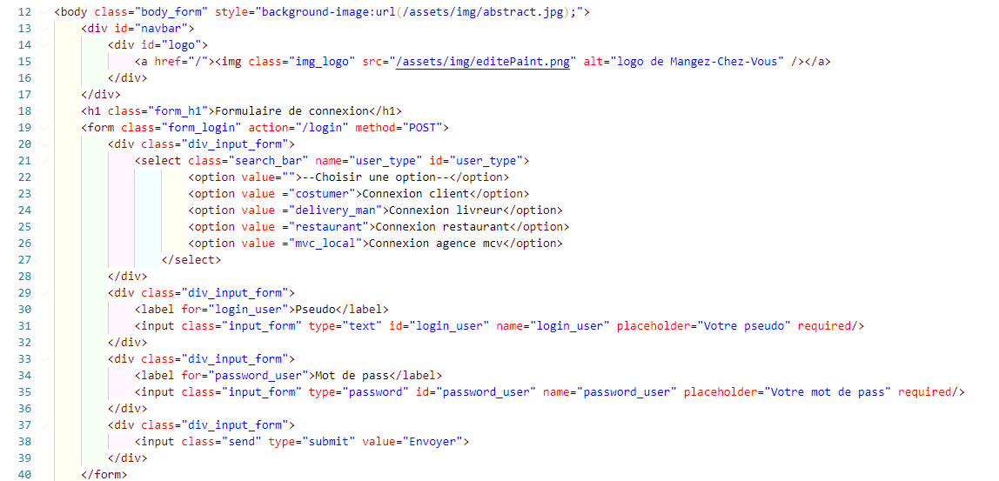 12 <body class="body_form" style="background-image:url(/assets/img/abstract.jpg);">
13 <div id="navbar">
14 <div id="logo">
15 <a href="/"><img class="img_logo" src="/assets/img/editePaint.png" alt="logo de Mangez-Chez-Vous" /></a>
16 </div>
17 </div>
18 <h1 class="form_h1">Formulaire de connexion</h1>
19 <form class="form_login" action="/login" method="POST">
20 <div class="div_input_form">
21 <select class="search_bar" name="user_type" id="user_type">
22 <option value="">--Choisir une option--</option>
23 <option value ="costumer">Connexion client</option>
24 <option value ="delivery_man">Connexion livreur</option>
25 <option value ="restaurant">Connexion restaurant</option>
26 <option value ="mvc_local">Connexion agence mcv</option>
27 </select>
28 </div>
29 <div class="div_input_form">
30 <label for="login_user">Pseudo</label>
31 <input class="input_form" type="text" id="login_user" name="login_user" placeholder="Votre pseudo" required/>
32 </div>
33 <div class="div_input_form">
34 <label for="password_user">Mot de pass</label>
35 <input class="input_form" type="password" id="password_user" name="password_user" placeholder="Votre mot de pass" required/>
36 </div>
37 <div class="div_input_form">
38 <input class="send" type="submit" value="Envoyer">
39 </div>
40 </form>